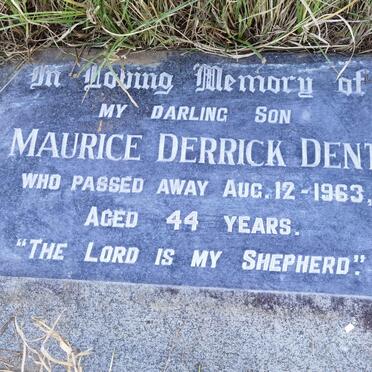 In Loving Memory of
MY DARLING SON
MAURICE DERRICK DENT
WHO PASSED AWAY AUG. 12-1963,
AGED 44 YEARS.
"THE LORD IS MY SHEPHERD".